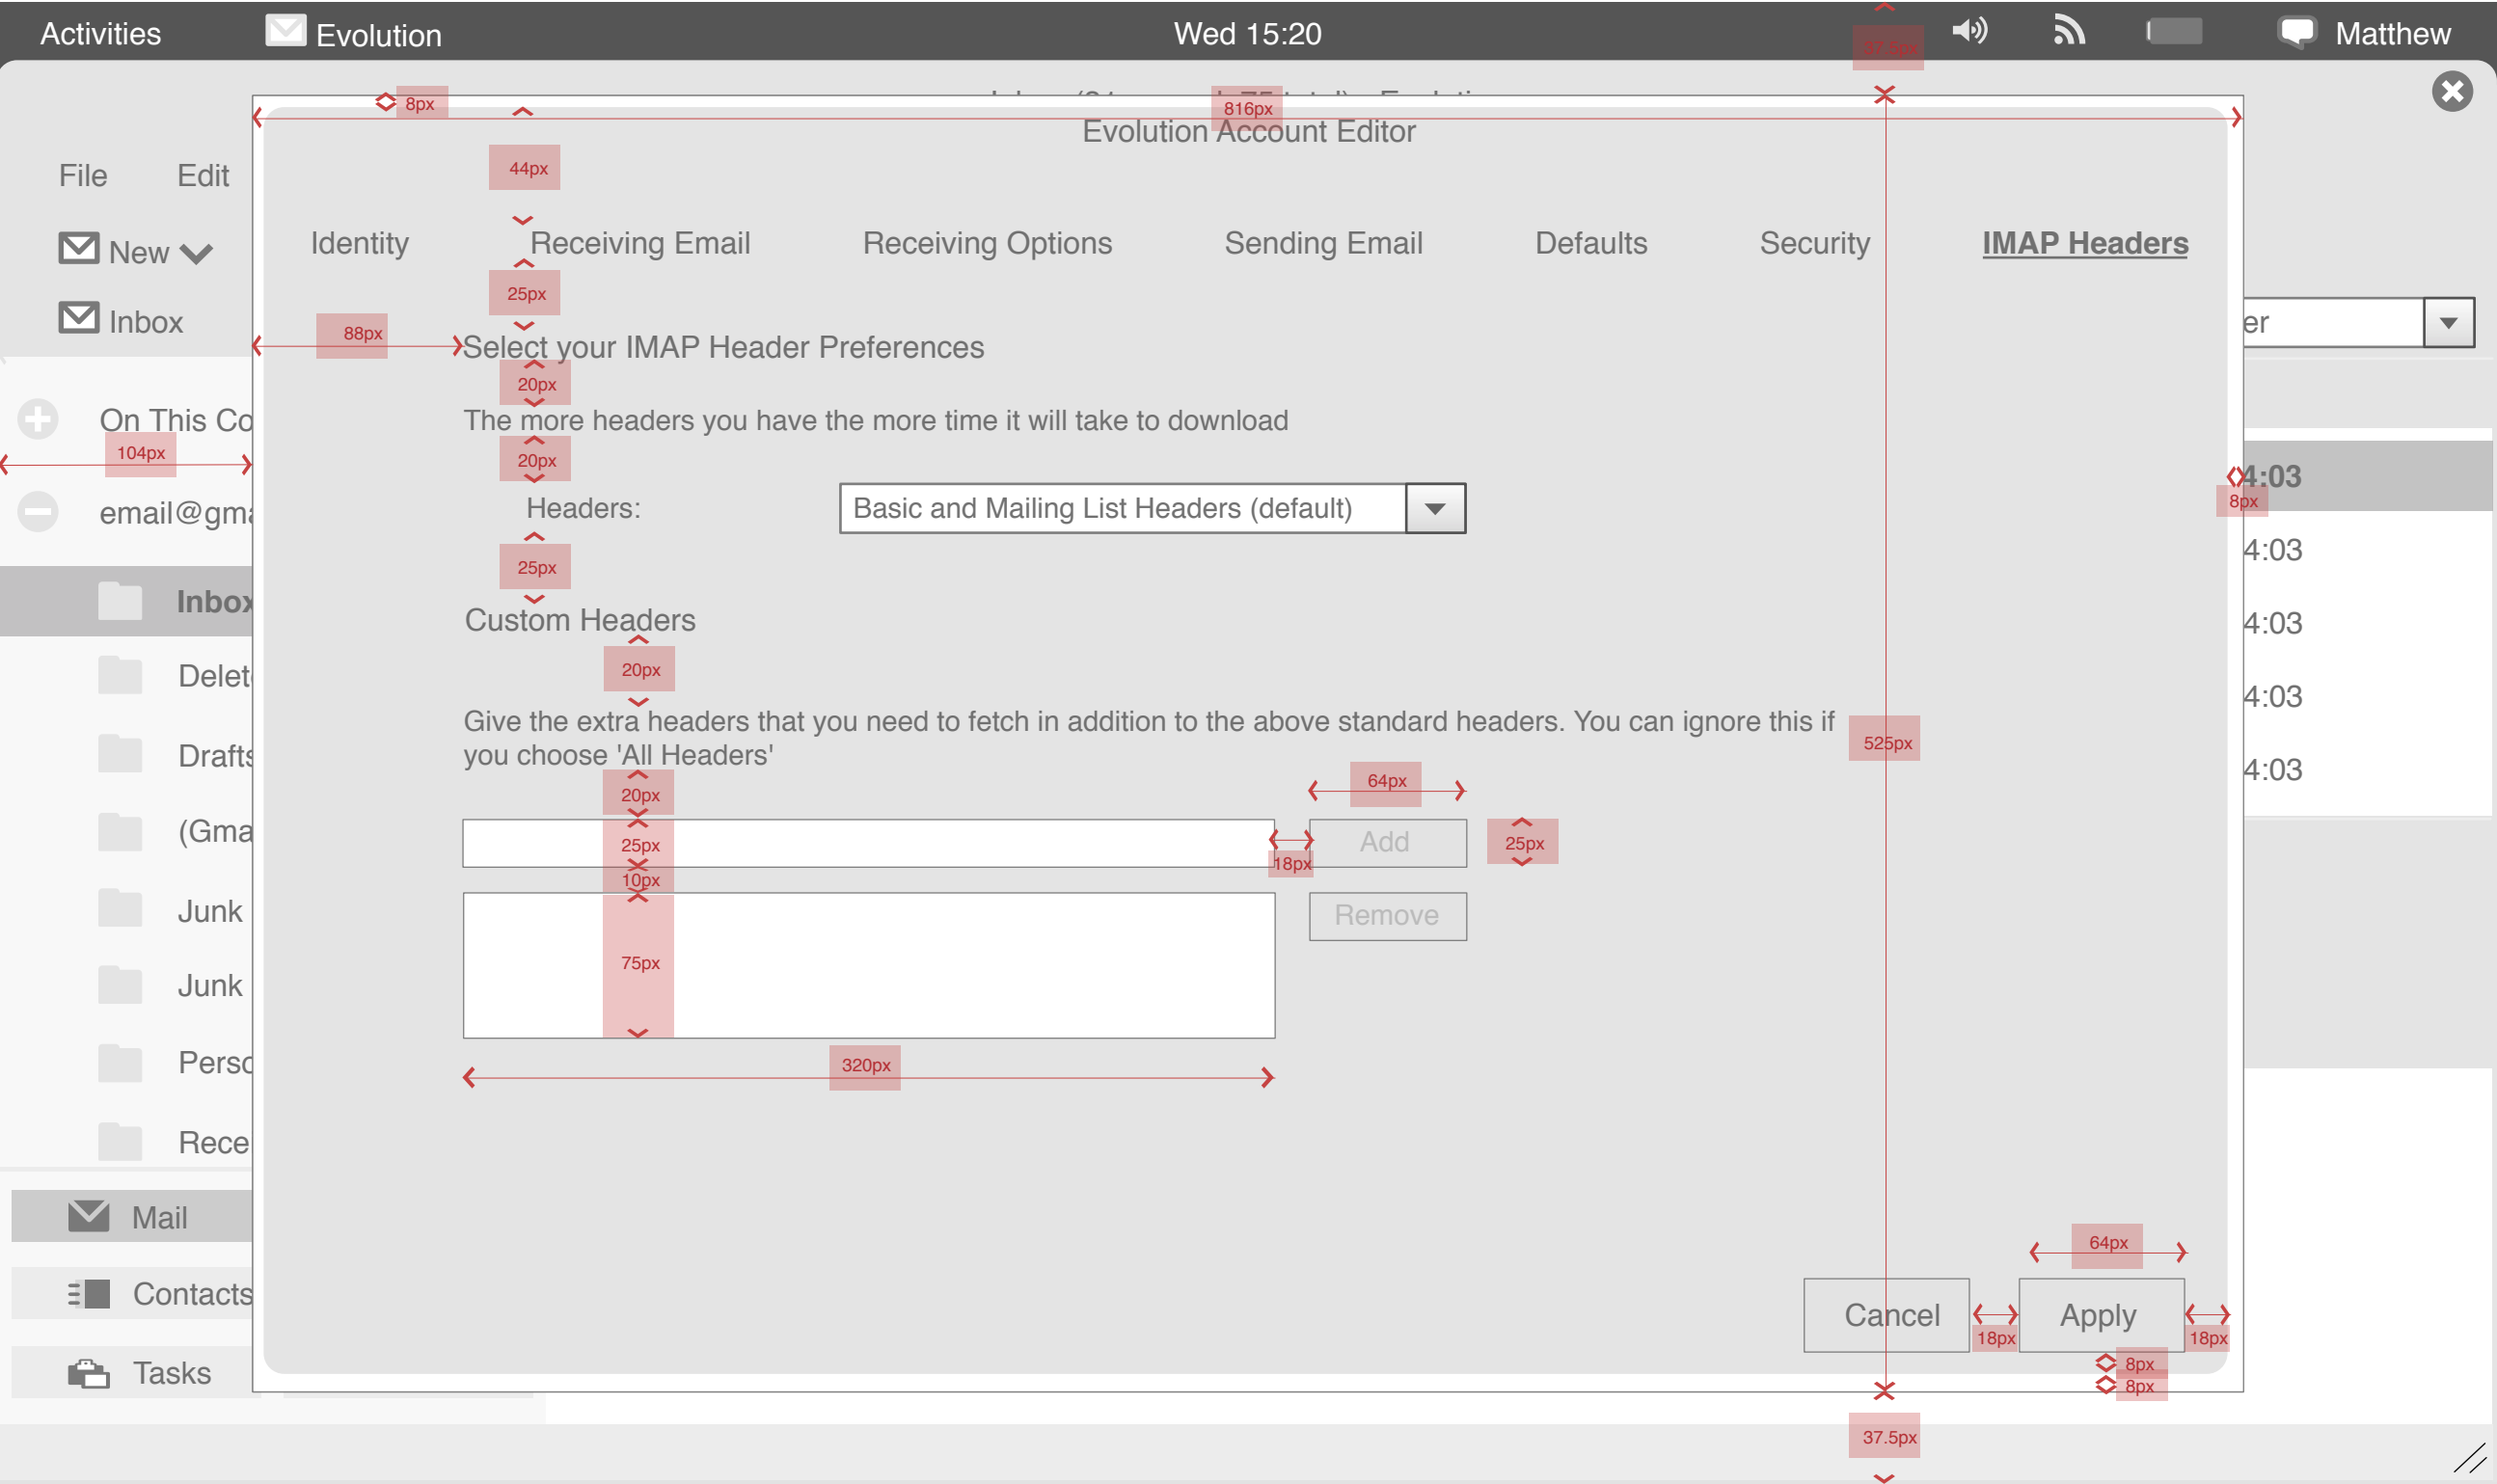 Activities
Evolution
Wed 15:20
37.5px
Matthew
8px
816px
Evolution Account Editor
44px
File
Edit
Identity
Receiving Email
Receiving Options
Sending Email
Defaults
Security
IMAP Headers
New
25px
Inbox
88px
Select your IMAP Header Preferences
er
20px
The more headers you have the more time it will take to download
On This Co
104px
20px
4:03
8px
email@gma
Headers:
Basic and Mailing List Headers (default)
4:03
25px
Inbox
Custom Headers
4:03
20px
Delet
4:03
Give the extra headers that you need to fetch in addition to the above standard headers. You can ignore this if
you choose 'All Headers'
525px
Drafts
4:03
20px
64px
(Gma
25px
18px
Add
25px
10px
Junk
Remove
75px
Junk
Perso
320px
Rece
Mail
64px
Contacts
Cancel
18px
Apply
18px
8px
8px
Tasks
37.5px